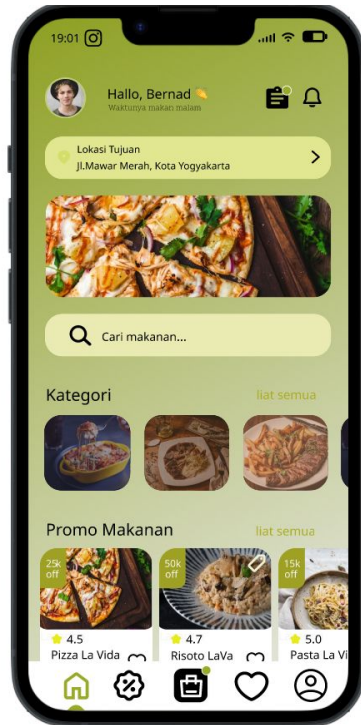 19:01
Hallo, Bernad
Waktunya makan malam
Lokasi Tujuan
Jl.Mawar Merah, Kota Yogyakarta
Cari makanan...
Kategori
liat semua
Promo Makanan
liat semua
25k
off
50k
off
15k
off
4.5
4.7
5.0
Pizza La Vida
Risoto LaVa
Pasta La Vi